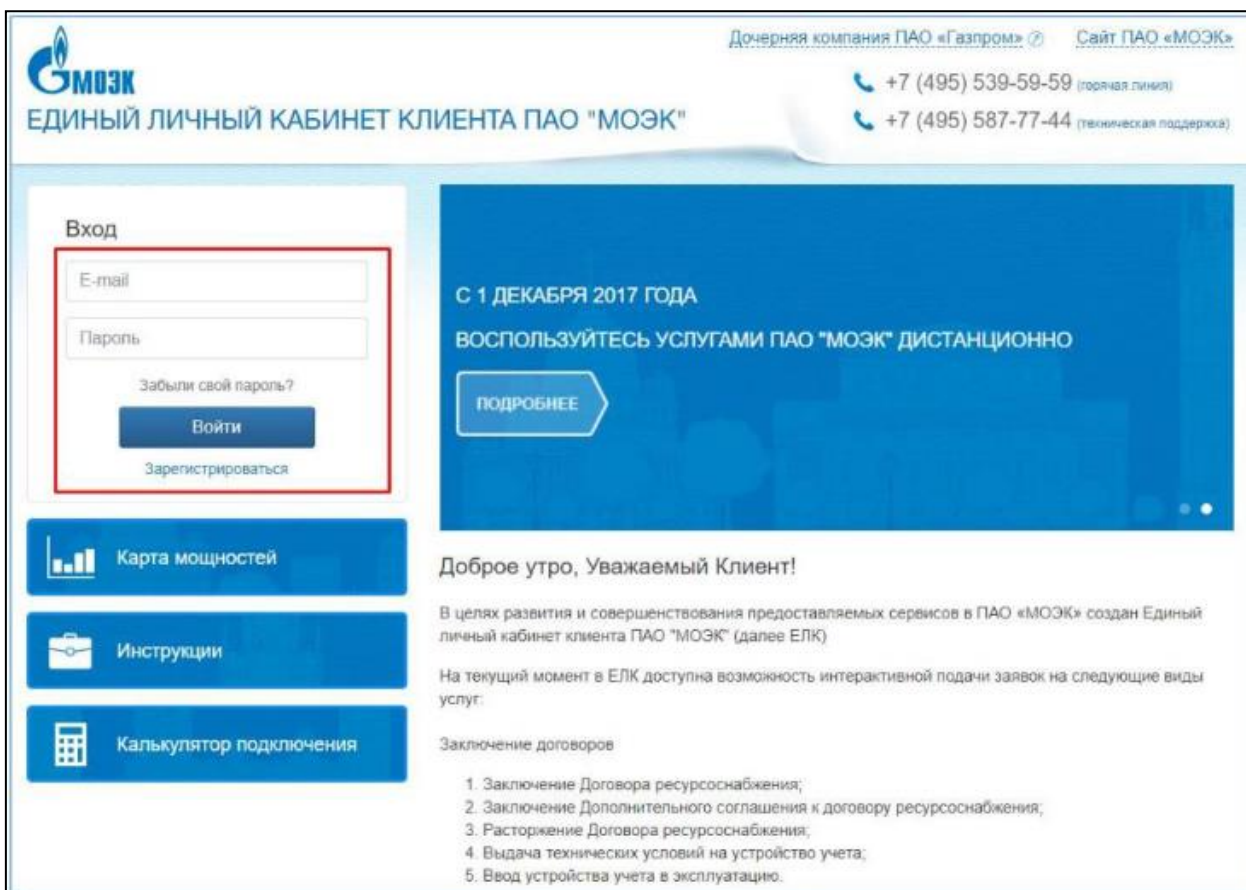 Дочерняя компания ПАО «Газпром» Сайт ПАО «МОЭК»
МОЭК
+7 (495) 539-59-59 (горячая линия)
ЕДИНЫЙ ЛИЧНЫЙ КАБИНЕТ КЛИЕНТА ПАО "МОЭК"
+7 (495) 587-77-44 (техническая поддержка)
Вход
E-mail
Пароль
Забыли свой пароль?
Войти
Зарегистрироваться
Карта мощностей
Инструкции
Калькулятор подключения
С 1 ДЕКАБРЯ 2017 ГОДА
ВОСПОЛЬЗУЙТЕСЬ УСЛУГАМИ ПАО "МОЭК" ДИСТАНЦИОННО
ПОДРОБНЕЕ
Доброе утро, Уважаемый Клиент!
В целях развития и совершенствования предоставляемых сервисов в ПАО «МОЭК» создан Единый
личный кабинет клиента ПАО "МОЭК" (далее ЕЛК)
На текущий момент в ЕЛК доступна возможность интерактивной подачи заявок на следующие виды
услуг:
Заключение договоров
1. Заключение Договора ресурсоснабжения;
2. Заключение Дополнительного соглашения к договору ресурсоснабжения;
3. Расторжение Договора ресурсоснабжения;
4. Выдача технических условий на устройство учета;
5. Ввод устройства учета в эксплуатацию.